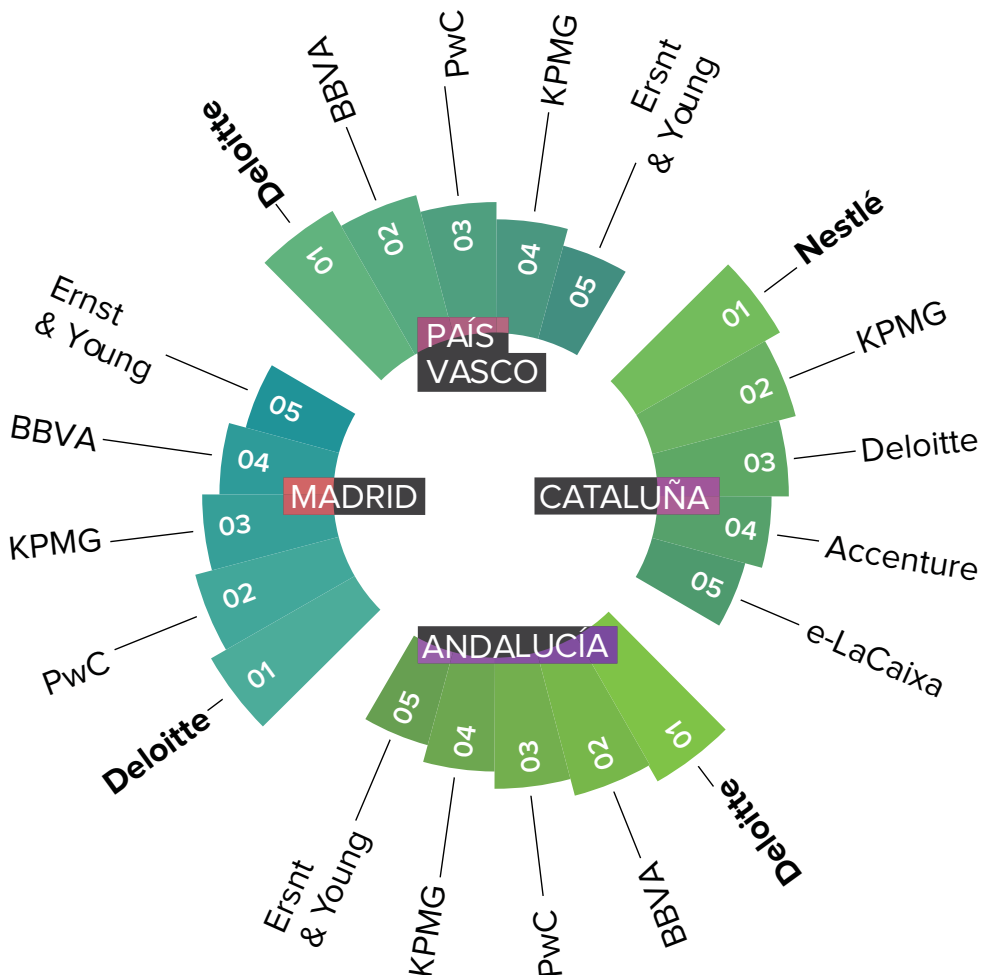 PAÍS
VASCO
01
Deloitte
02
BBVA
03
PwC
04
KPMG
05
Ersnt
& Young
CATALUÑA
01
Nestlé
02
KPMG
03
Deloitte
04
Accenture
05
e-LaCaixa
ANDALUCÍA
01
Deloitte
02
BBVA
03
PwC
04
KPMG
05
Ersnt
& Young
MADRID
01
Deloitte
02
PwC
03
KPMG
04
BBVA
05
Ernst
& Young